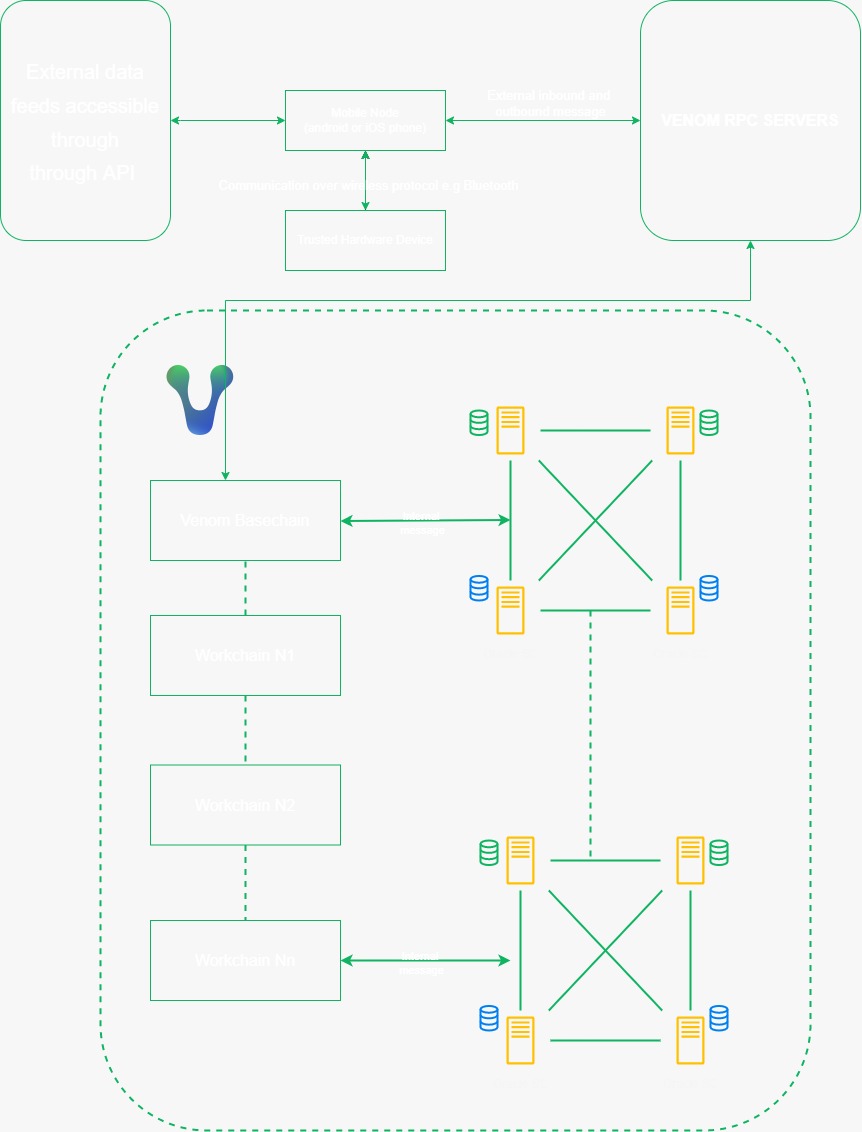 External data
feeds accessible
through
through API
Mobile Node
(android or iOS phone)
External inbound and
outbound message
VENOM RPC SERVERS
Communication over wireless protocol e.g Bluetooth
Trusted Hardware Device
Venom Basechain
Internal
message
Workchain N1
Workchain N2
Workchain Nn
Internal
message